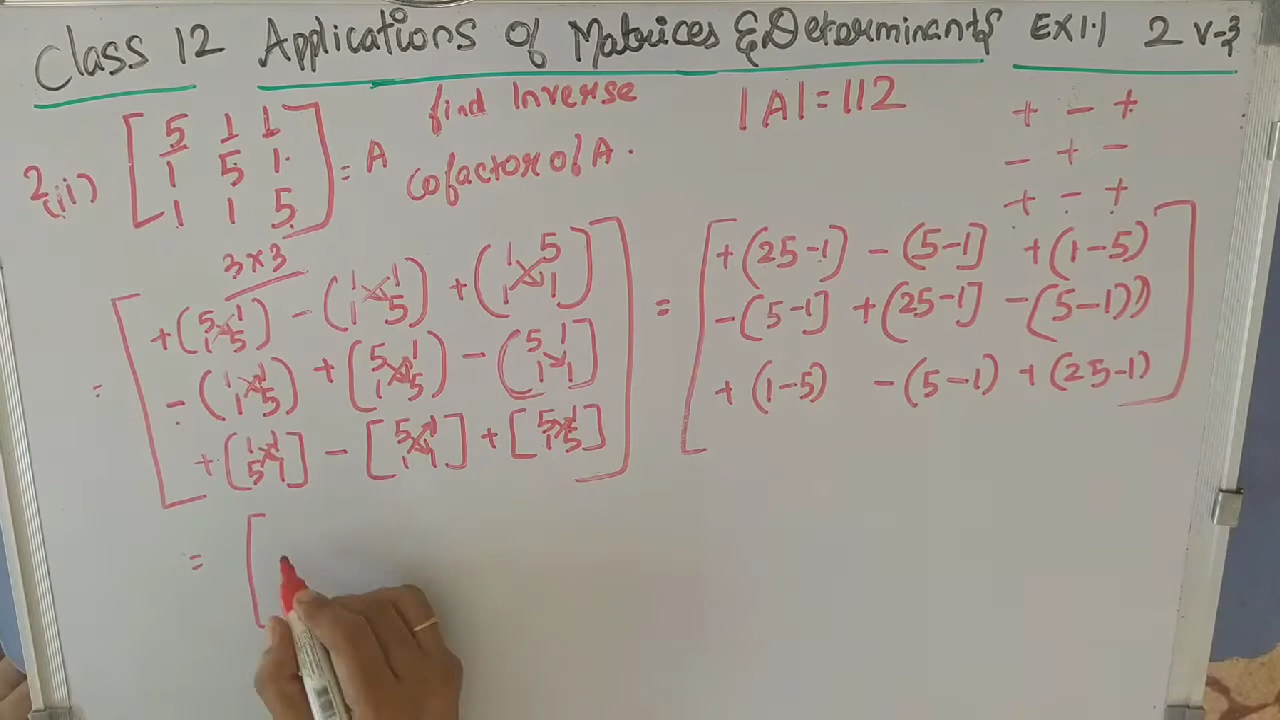 Class 12 Applications of Matrices & Determinants EX 1.1 2 V-3
2(ii) [5 1 1
1 5 1
1 1 5] = A
3×3
find Inverse
cofactor of A.
|A| = 112
+ - +
- + -
+ - +
= [+(5 1 1 5) -(1 1 1 5) +(1 5 1 1)
-(1 1 1 5) +(5 1 1 5) -(5 1 1 1)
+(1 1 5 1] -[5 1 1 1] +[5 1 1 5]]
= [+(25-1] -(5-1] +(1-5)
-(5-1] +(25-1] -(5-1))
+(1-5) -(5-1) +(25-1)]
= [